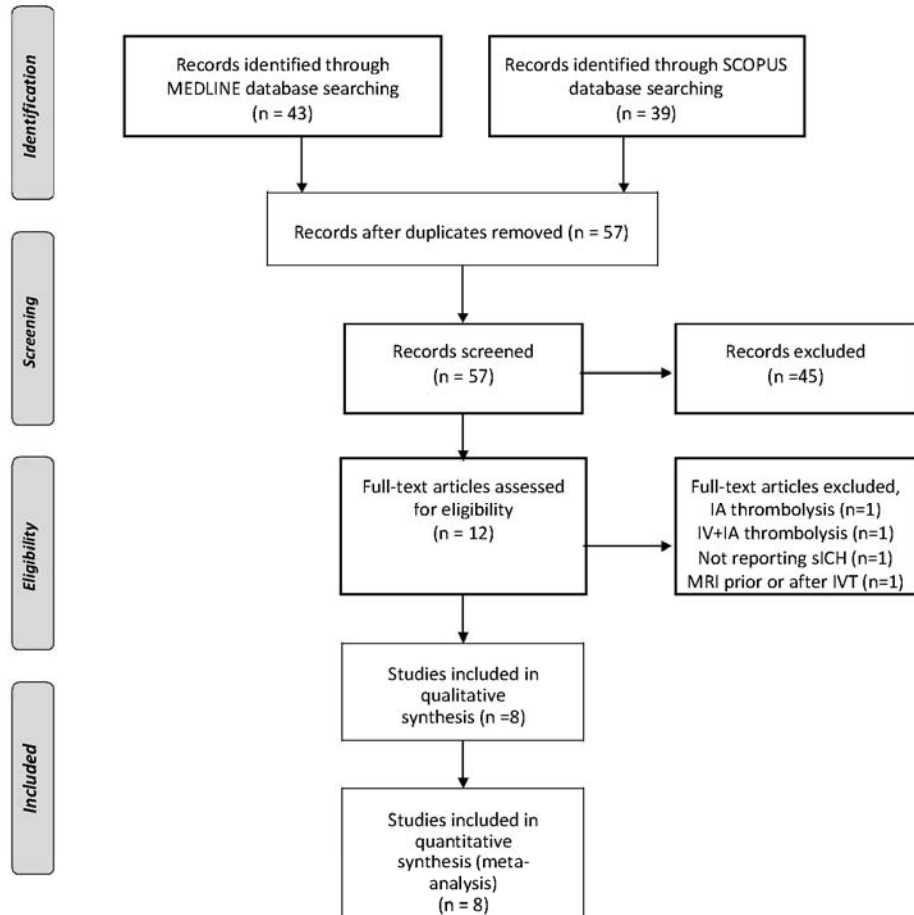 Identification
Records identified through
MEDLINE database searching
(n = 43)
Records identified through SCOPUS
database searching
(n = 39)
Records after duplicates removed (n = 57)
Screening
Records screened
(n = 57)
Records excluded
(n =45)
Eligibility
Full-text articles assessed
for eligibility
(n = 12)
Full-text articles excluded,
IA thrombolysis (n=1)
IV+IA thrombolysis (n=1)
Not reporting sICH (n=1)
MRI prior or after IVT (n=1)
Included
Studies included in
qualitative
synthesis (n =8)
Studies included in
quantitative
synthesis (meta-
analysis)
(n = 8)